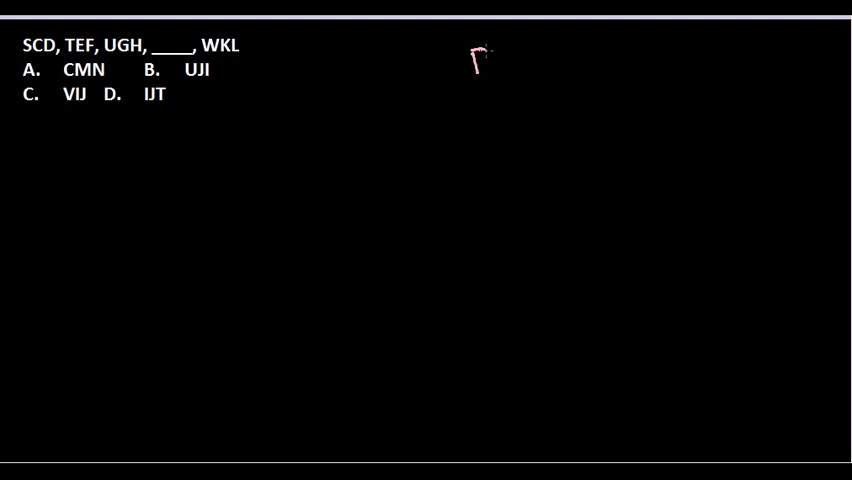 SCD, TEF, UGH, _____, WKL
A. CMN B. UJI
C. VIJ D. IJT